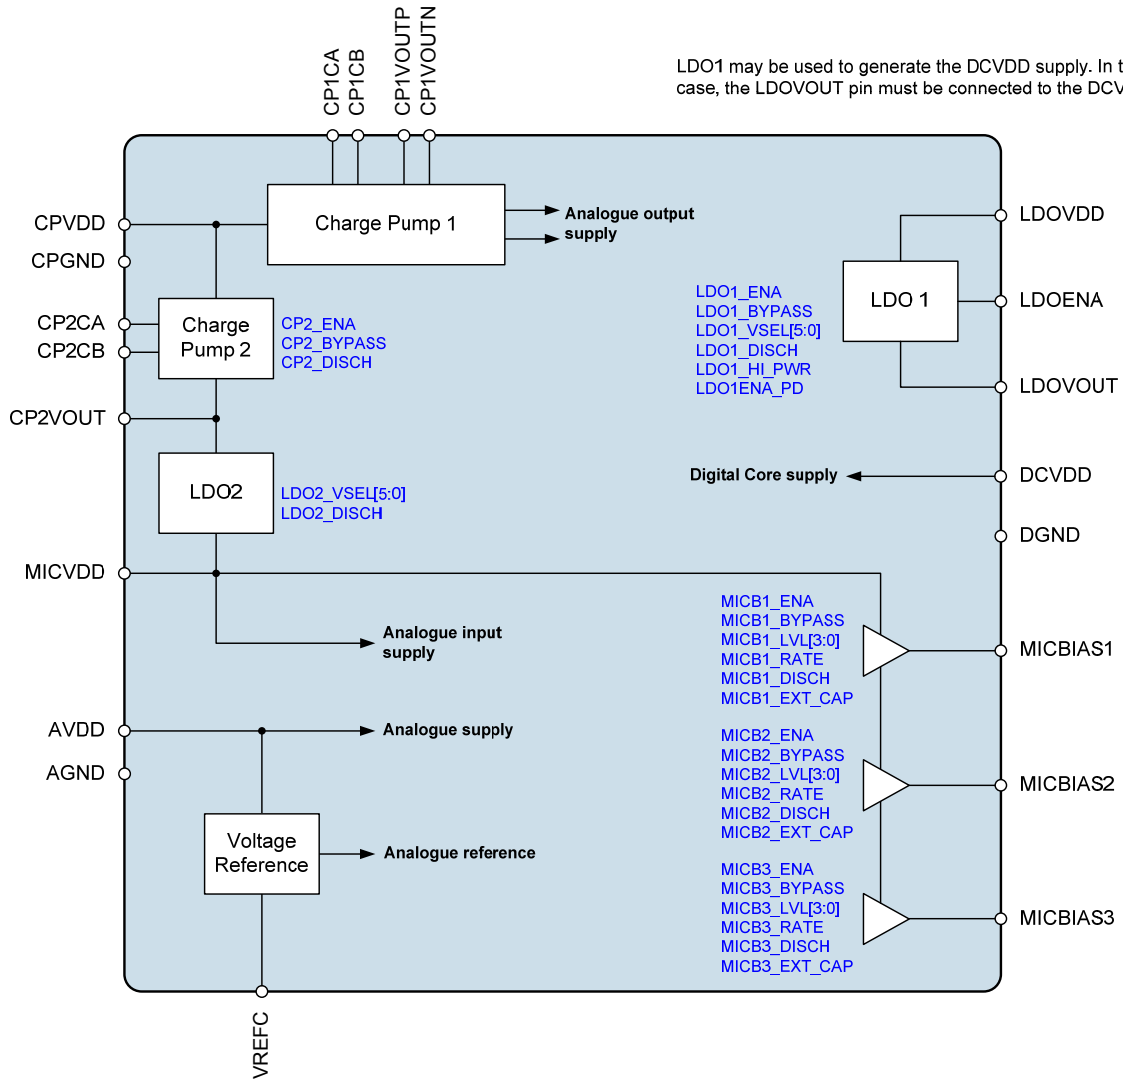 CP1CA
CP1CB
CP1VOUTP
CP1VOUTN
LDO1 may be used to generate the DCVDD supply. In
case, the LDOVOUT pin must be connected to the
CPVDD
CPGND
CP2CA
CP2CB
CP2VOUT
MICVDD
AVDD
AGND
VREFC
Charge Pump 1
Analogue output
supply
Charge
Pump 2
CP2_ENA
CP2_BYPASS
CP2_DISCH
LDO2
LDO2_VSEL[5:0]
LDO2_DISCH
Analogue input
supply
Analogue supply
Voltage
Reference
Analogue reference
LDO1_ENA
LDO1_BYPASS
LDO1_VSEL[5:0]
LDO1_DISCH
LDO1_HI_PWR
LDO1ENA_PD
LDO 1
LDOVDD
LDOENA
LDOVOUT
Digital Core supply
DCVDD
DGND
MICB1_ENA
MICB1_BYPASS
MICB1_LVL[3:0]
MICB1_RATE
MICB1_DISCH
MICB1_EXT_CAP
MICBIAS1
MICB2_ENA
MICB2_BYPASS
MICB2_LVL[3:0]
MICB2_RATE
MICB2_DISCH
MICB2_EXT_CAP
MICBIAS2
MICB3_ENA
MICB3_BYPASS
MICB3_LVL[3:0]
MICB3_RATE
MICB3_DISCH
MICB3_EXT_CAP
MICBIAS3